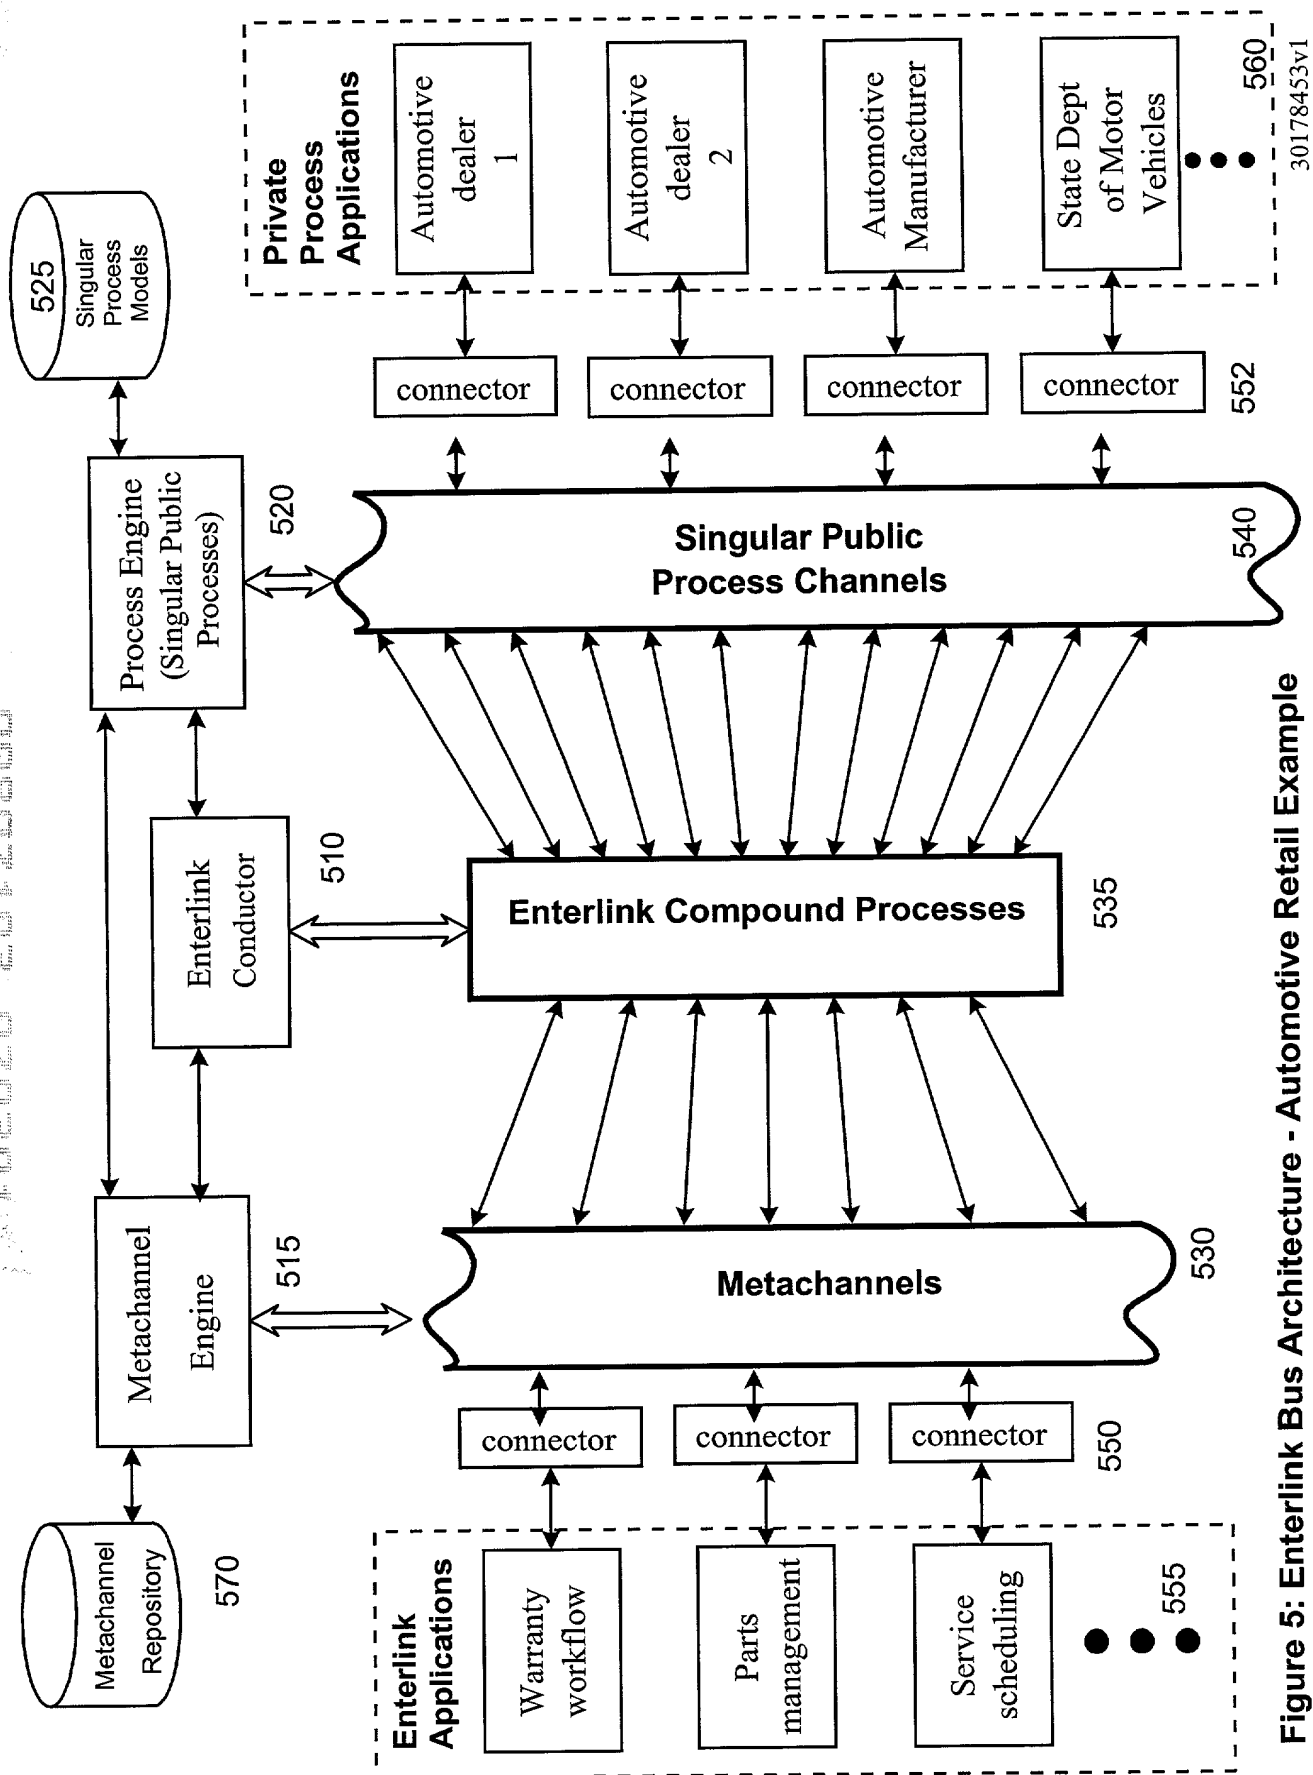 Metachannel
Repository
570
Metachannel
Engine
515
Enterlink
Conductor
510
Process Engine
(Singular Public
Processes)
520
525
Singular
Process
Models
Enterlink
Applications
Warranty
workflow
Parts
management
Service
scheduling
555
connector
connector
connector
550
Metachannels
530
Enterlink Compound Processes
535
Singular Public
Process Channels
540
connector
connector
connector
connector
552
Private
Process
Applications
Automotive
dealer
1
Automotive
dealer
2
Automotive
Manufacturer
State Dept
of Motor
Vehicles
560
Figure 5: Enterlink Bus Architecture - Automotive Retail Example
30178453v1